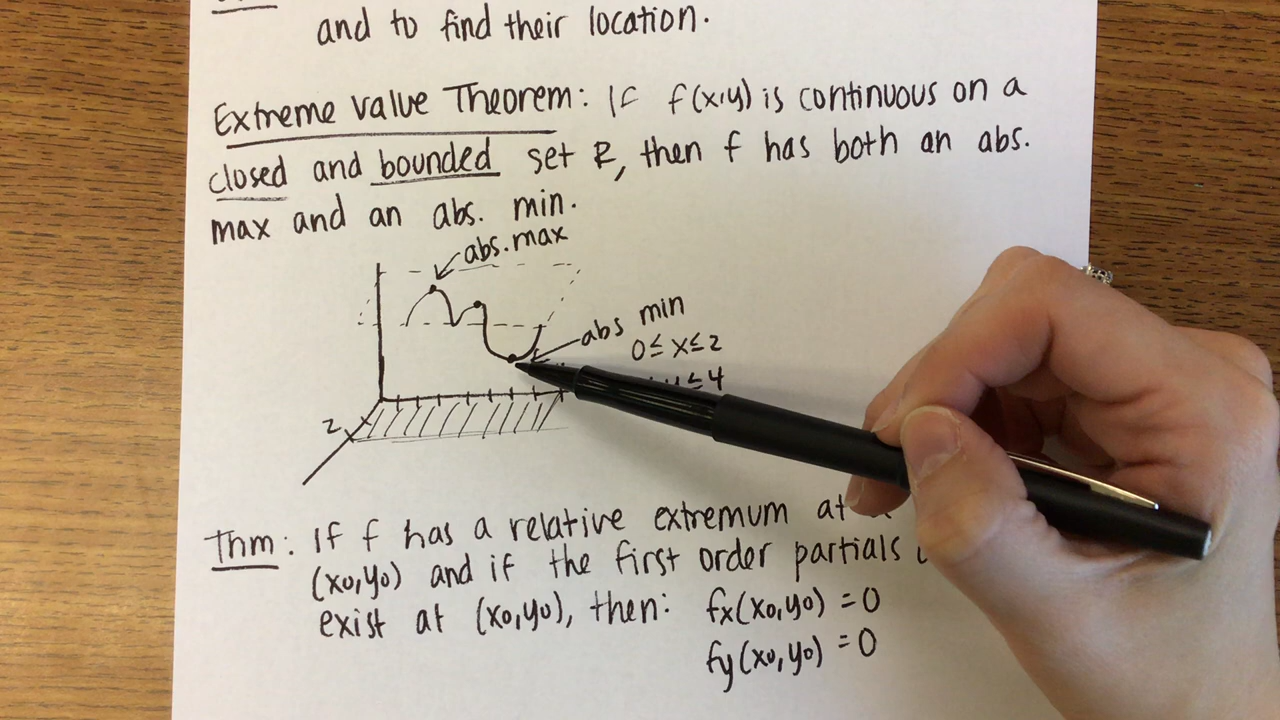 and to find their location.
Extreme value Theorem: If f(x,y) is continuous on a
closed and bounded set R, then f has both an abs.
max and an abs. min.
abs. max
abs min
0 ≤ x ≤ 2
≤ 4
2
Thm: If f has a relative extremum at
(x0,y0) and if the first order partials
exist at (x0,y0), then: fx(x0,y0) = 0
fy(x0,y0) = 0